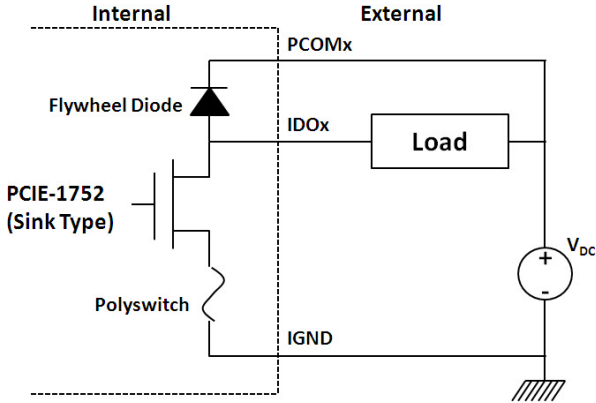 Internal
External
PCOMx
Flywheel Diode
IDOx
Load
PCIE-1752
(Sink Type)
VDC
+
-
Polyswitch
IGND